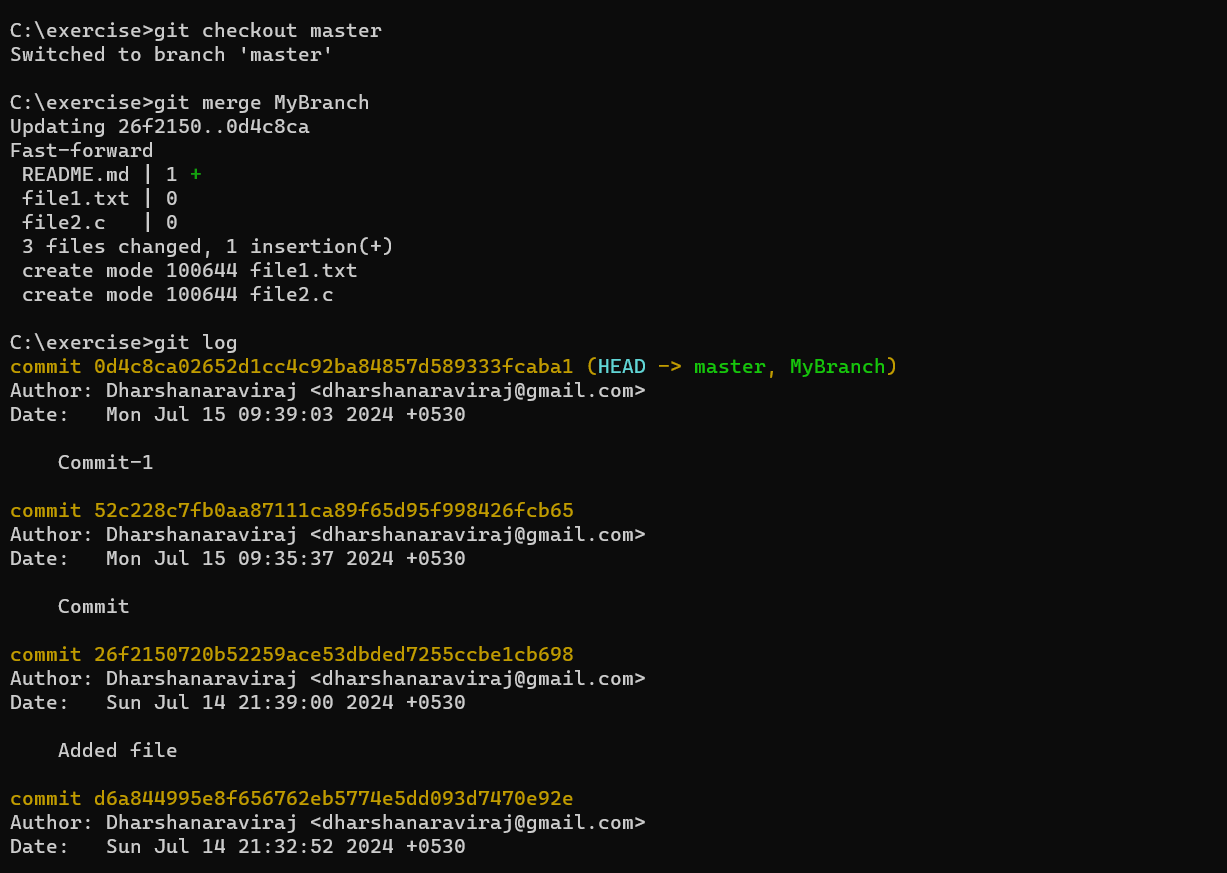 C:\exercise>git checkout master
Switched to branch 'master'
C:\exercise>git merge MyBranch
Updating 26f2150..0d4c8ca
Fast-forward
 README.md | 1 +
 file1.txt | 0
 file2.c   | 0
 3 files changed, 1 insertion(+)
 create mode 100644 file1.txt
 create mode 100644 file2.c
C:\exercise>git log
commit 0d4c8ca02652d1cc4c92ba84857d589333fcaba1 (HEAD -> master, MyBranch)
Author: Dharshanaraviraj <dharshanaraviraj@gmail.com>
Date:   Mon Jul 15 09:39:03 2024 +0530
    Commit-1
commit 52c228c7fb0aa87111ca89f65d95f998426fcb65
Author: Dharshanaraviraj <dharshanaraviraj@gmail.com>
Date:   Mon Jul 15 09:35:37 2024 +0530
    Commit
commit 26f2150720b52259ace53dbded7255ccbe1cb698
Author: Dharshanaraviraj <dharshanaraviraj@gmail.com>
Date:   Sun Jul 14 21:39:00 2024 +0530
    Added file
commit d6a844995e8f656762eb5774e5dd093d7470e92e
Author: Dharshanaraviraj <dharshanaraviraj@gmail.com>
Date:   Sun Jul 14 21:32:52 2024 +0530